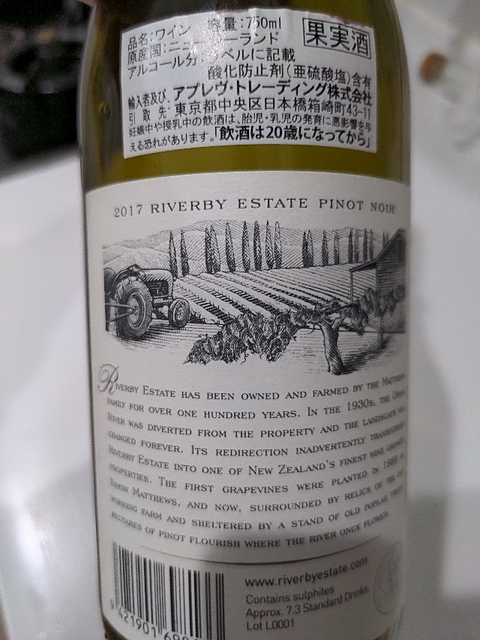 品名:ワイン 容量:750ml
果実酒
原産国:ニュ ーランド
アルコール分 ラベルに記載
酸化防止剤(亜硫酸塩)含有
輸入者及び、アプレヴ・トレーディング株式会社
引 取 先:東京都中央区日本橋箱崎町43-11
妊娠中や授乳中の飲酒は、胎児・乳児の発育に悪影響を与
える恐れがあります。「飲酒は20歳になってから」
2017 RIVERBY ESTATE PINOT NOIR
RIVERBY ESTATE HAS BEEN OWNED AND FARMED BY THE
FAMILY FOR OVER ONE HUNDRED YEARS. IN THE 1930S, THE
RIVER WAS DIVERTED FROM THE PROPERTY AND THE LANDSCAPE
CHANGED FOREVER. ITS REDIRECTION INADVERTENTLY
RIVERBY ESTATE INTO ONE OF NEW ZEALAND'S FINEST WINE
PROPERTIES. THE FIRST GRAPEVINES WERE PLANTED IN
SIMON MATTHEWS, AND NOW, SURROUNDED BY RELICS OF THE
WORKING FARM AND SHELTERED BY A STAND OF OLD POPLAR
HECTARES OF PINOT FLOURISH WHERE THE RIVER ONCE FLOWED.
www.riverbyestate.com
Contains sulphites
Approx. 7.3 Standard Drinks.
Lot L0001
9 421901